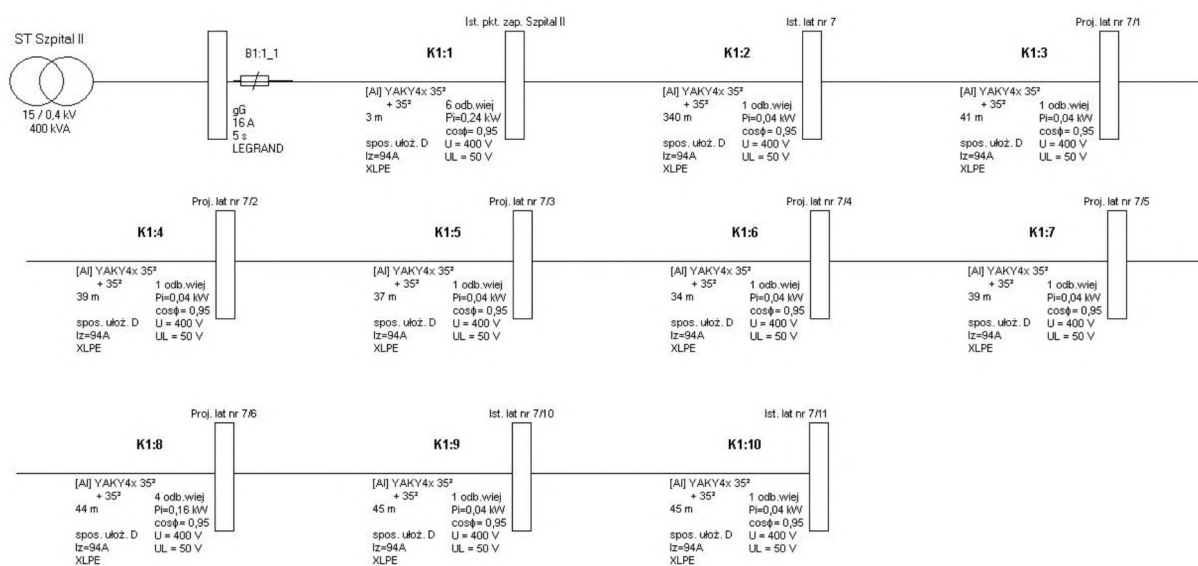 ST Szpital II
15 / 0,4 kV
400 kVA
B1:1_1
gG
16 A
5 s
LEGRAND
Ist. pkt. zap. Szpital II
K1:1
[Al] YAKY4x 35²
+ 35²
3 m
spos. ułoż. D
Iz=94A
XLPE
6 odb.wiej
Pi=0,24 kW
cosϕ= 0,95
U = 400 V
UL = 50 V
Ist. lat nr 7
K1:2
[Al] YAKY4x 35²
+ 35²
340 m
spos. ułoż. D
Iz=94A
XLPE
1 odb.wiej
Pi=0,04 kW
cosϕ= 0,95
U = 400 V
UL = 50 V
Proj. lat nr 7/1
K1:3
[Al] YAKY4x 35²
+ 35²
41 m
spos. ułoż. D
Iz=94A
XLPE
1 odb.wiej
Pi=0,04 kW
cosϕ= 0,95
U = 400 V
UL = 50 V
Proj. lat nr 7/2
K1:4
[Al] YAKY4x 35²
+ 35²
39 m
spos. ułoż. D
Iz=94A
XLPE
1 odb.wiej
Pi=0,04 kW
cosϕ= 0,95
U = 400 V
UL = 50 V
Proj. lat nr 7/3
K1:5
[Al] YAKY4x 35²
+ 35²
37 m
spos. ułoż. D
Iz=94A
XLPE
1 odb.wiej
Pi=0,04 kW
cosϕ= 0,95
U = 400 V
UL = 50 V
Proj. lat nr 7/4
K1:6
[Al] YAKY4x 35²
+ 35²
34 m
spos. ułoż. D
Iz=94A
XLPE
1 odb.wiej
Pi=0,04 kW
cosϕ= 0,95
U = 400 V
UL = 50 V
Proj. lat nr 7/5
K1:7
[Al] YAKY4x 35²
+ 35²
39 m
spos. ułoż. D
Iz=94A
XLPE
1 odb.wiej
Pi=0,04 kW
cosϕ= 0,95
U = 400 V
UL = 50 V
Proj. lat nr 7/6
K1:8
[Al] YAKY4x 35²
+ 35²
44 m
spos. ułoż. D
Iz=94A
XLPE
4 odb.wiej
Pi=0,16 kW
cosϕ= 0,95
U = 400 V
UL = 50 V
Ist. lat nr 7/10
K1:9
[Al] YAKY4x 35²
+ 35²
45 m
spos. ułoż. D
Iz=94A
XLPE
1 odb.wiej
Pi=0,04 kW
cosϕ= 0,95
U = 400 V
UL = 50 V
Ist. lat nr 7/11
K1:10
[Al] YAKY4x 35²
+ 35²
45 m
spos. ułoż. D
Iz=94A
XLPE
1 odb.wiej
Pi=0,04 kW
cosϕ= 0,95
U = 400 V
UL = 50 V